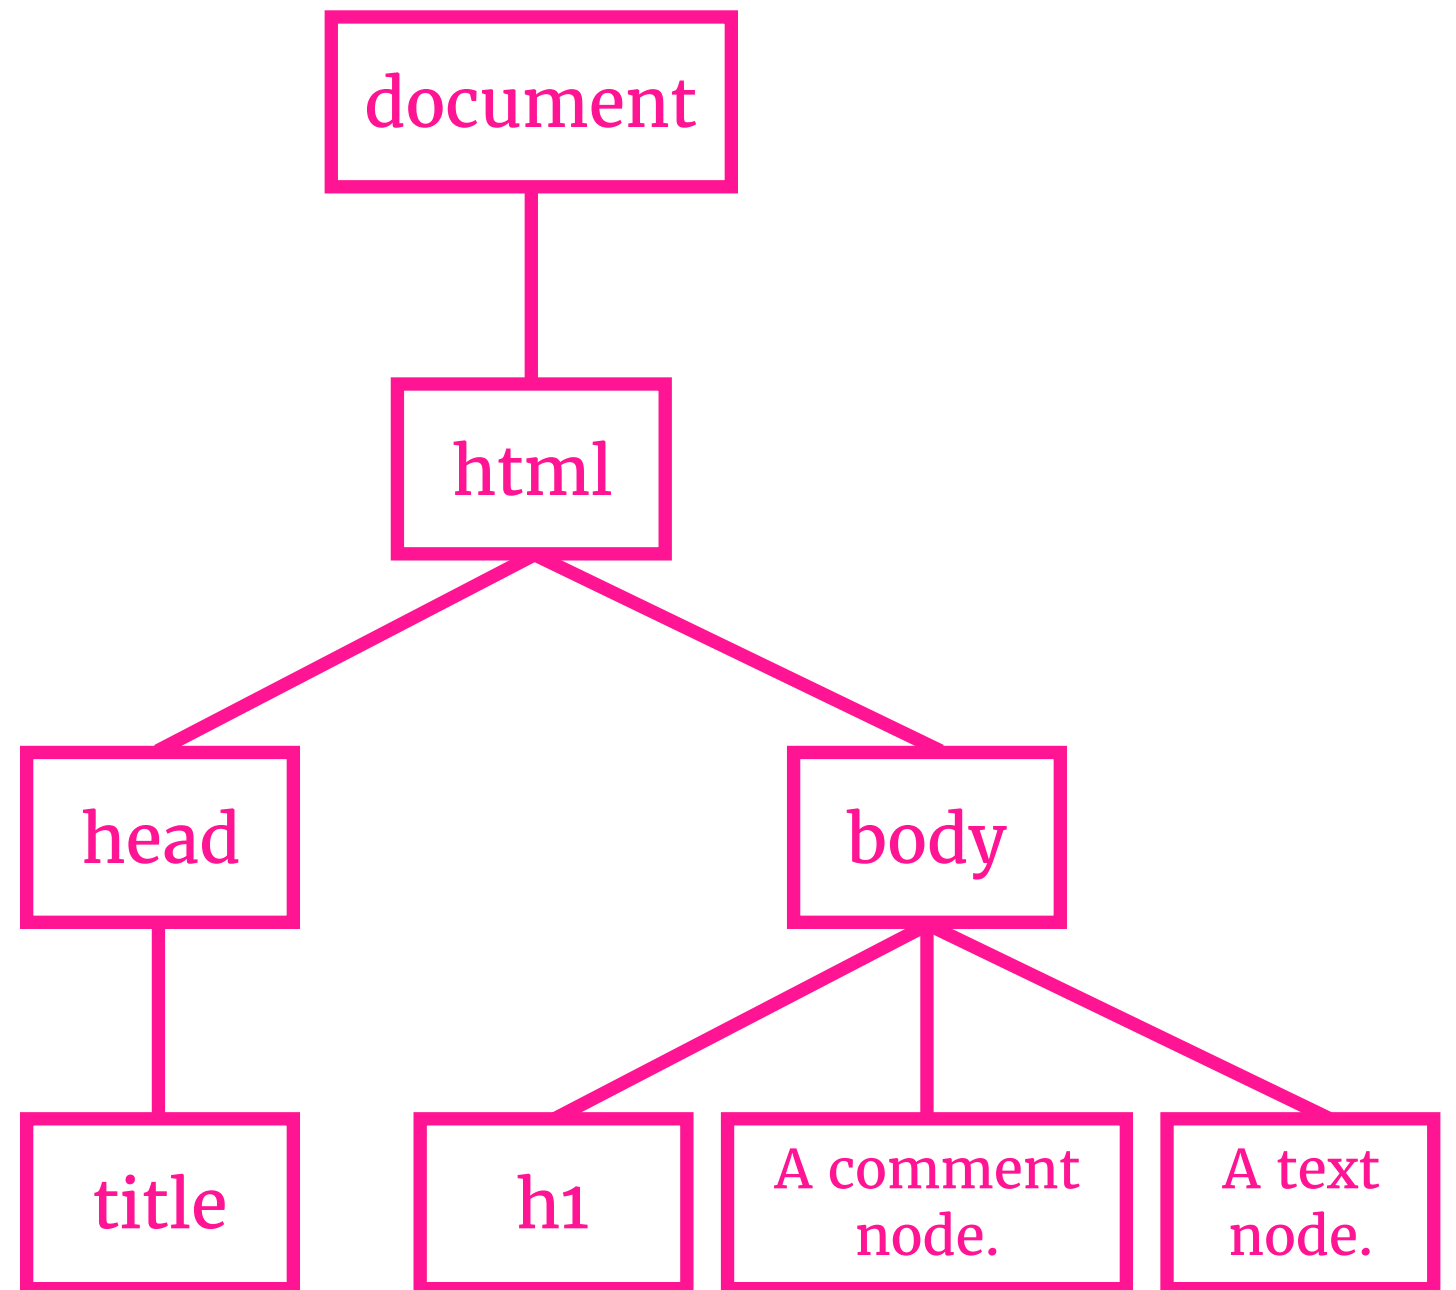 document
html
head
body
title
h1
A comment
node.
A text
node.